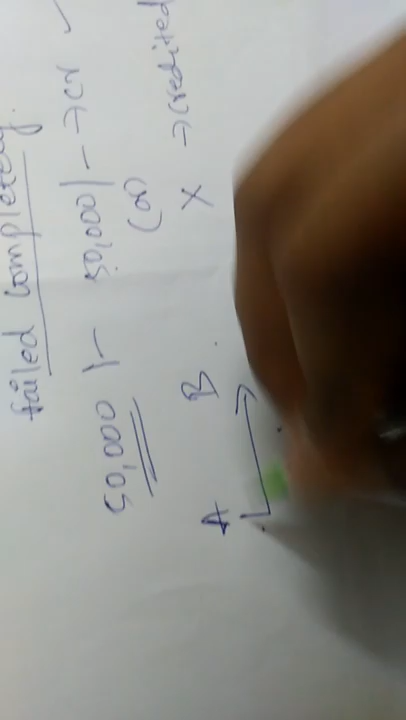 failed completely.
50,000 /- 50,000/- → cr ✓
(or)
X → credited
A B